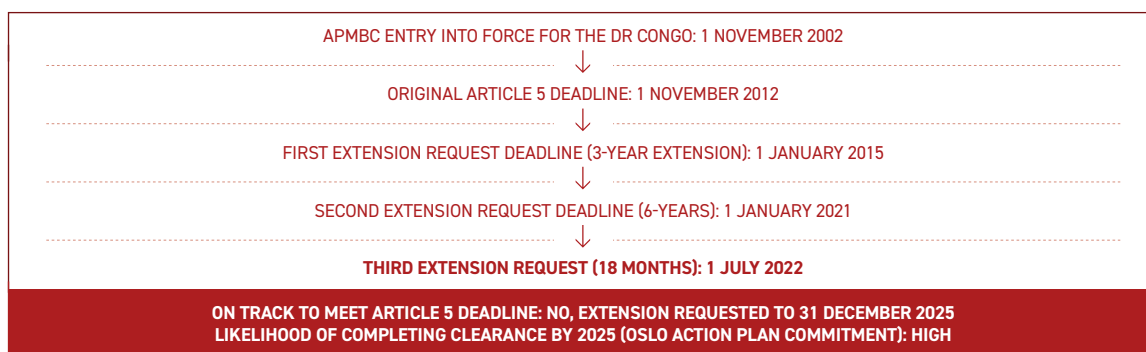 APMBC ENTRY INTO FORCE FOR THE DR CONGO: 1 NOVEMBER 2002
ORIGINAL ARTICLE 5 DEADLINE: 1 NOVEMBER 2012
FIRST EXTENSION REQUEST DEADLINE (3-YEAR EXTENSION): 1 JANUARY 2015
SECOND EXTENSION REQUEST DEADLINE (6-YEARS): 1 JANUARY 2021
THIRD EXTENSION REQUEST (18 MONTHS): 1 JULY 2022
ON TRACK TO MEET ARTICLE 5 DEADLINE: NO, EXTENSION REQUESTED TO 31 DECEMBER 2025
LIKELIHOOD OF COMPLETING CLEARANCE BY 2025 (OSLO ACTION PLAN COMMITMENT): HIGH